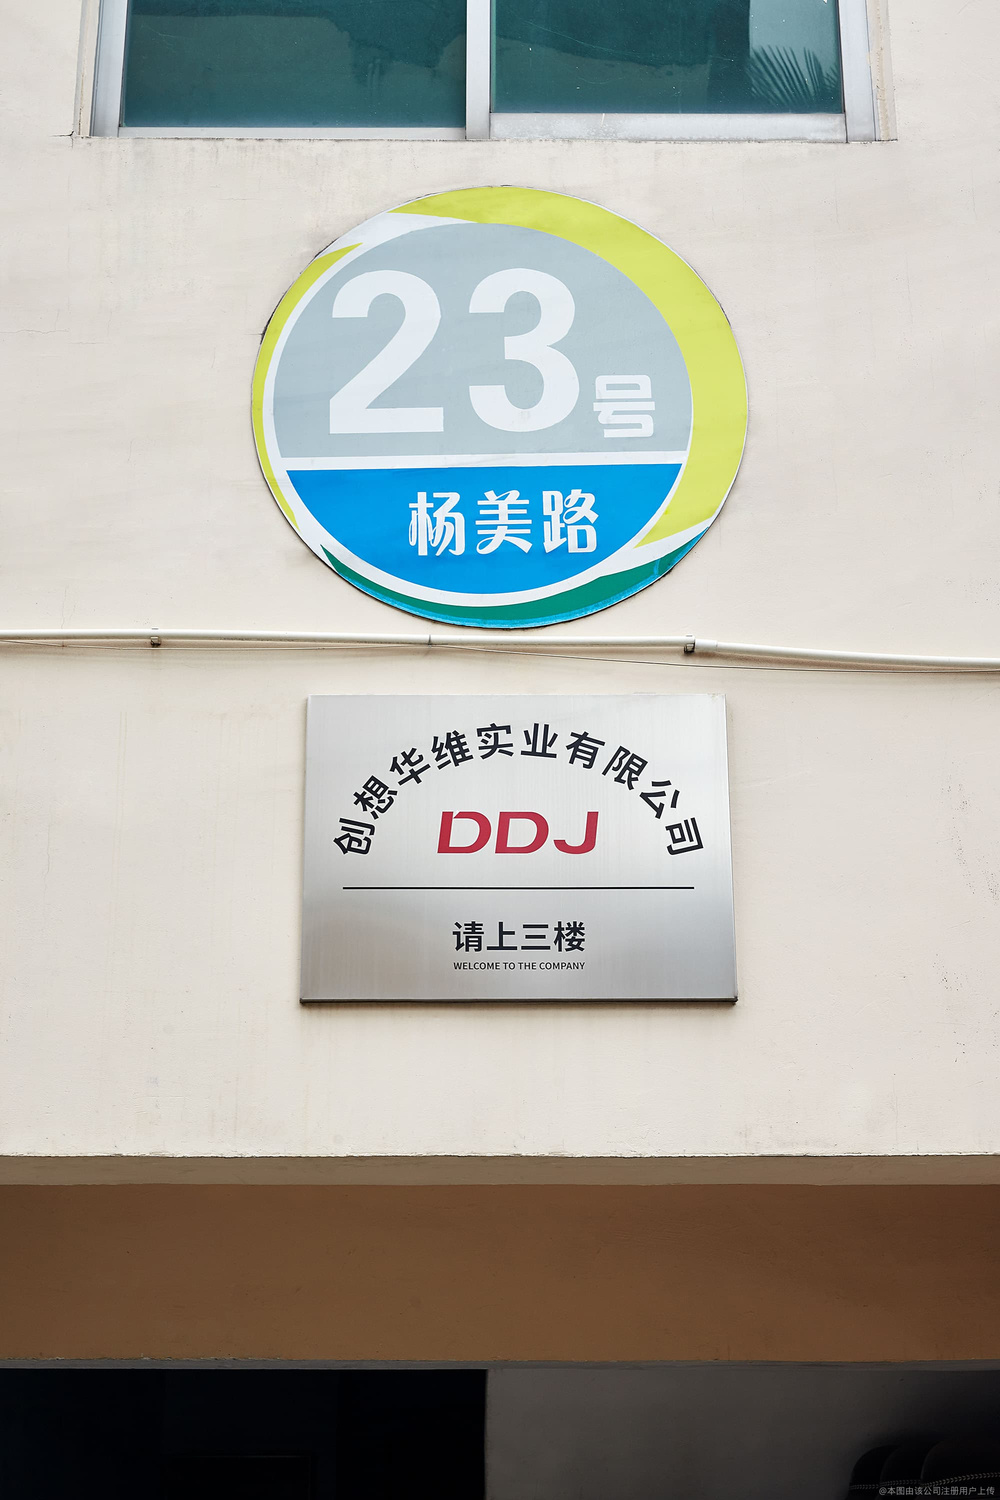 23号
杨美路
创想华维实业有限公司
DDJ
请上三楼
WELCOME TO THE COMPANY
@本图由该公司注册用户上传